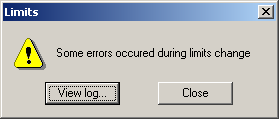 Limits
Some errors occured during limits change
View log...
Close